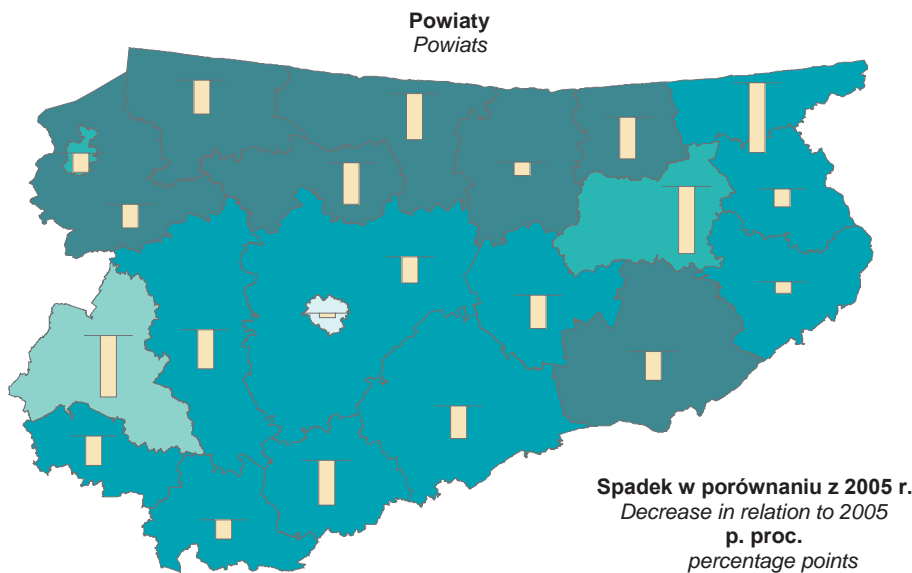 Powiaty
Powiats
Spadek w porównaniu z 2005 r.
Decrease in relation to 2005
p. proc.
percentage points